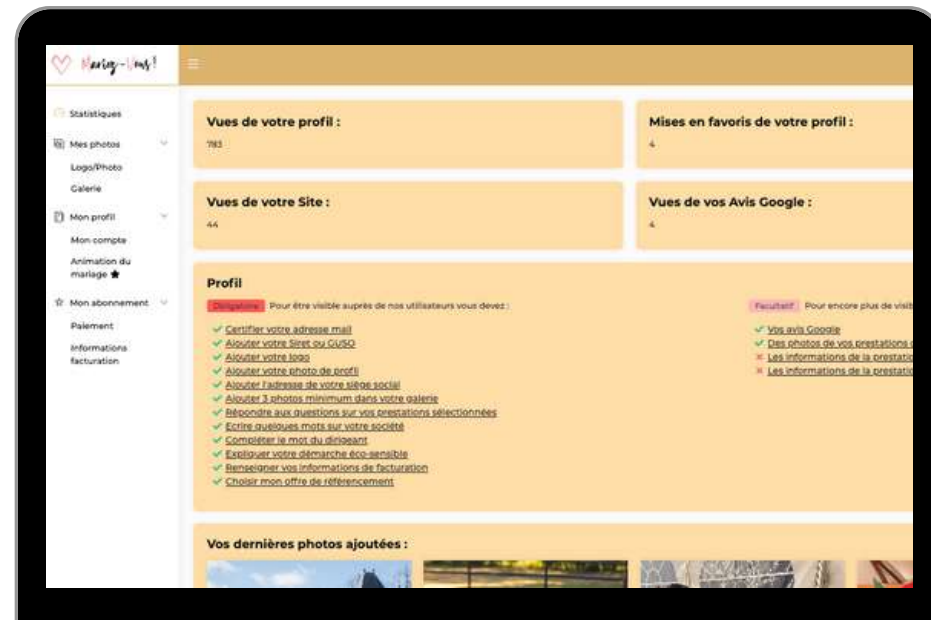 Mariez-Vous!
Statistiques
Mes photos
Logo/Photo
Galerie
Mon profil
Mon compte
Animation du
mariage
Mon abonnement
Paiement
Informations
facturation
Vues de votre profil :
783
Mises en favoris de votre profil :
4
Vues de votre Site :
44
Vues de vos Avis Google :
4
Profil
Obligatoire Pour être visible auprès de nos utilisateurs vous devez :
Certifier votre adresse mail
Ajouter votre Siret ou GUSO
Ajouter votre logo
Ajouter votre photo de profil
Ajouter l'adresse de votre siège social
Ajouter 3 photos minimum dans votre galerie
Répondre aux questions sur vos prestations sélectionnées
Ecrire quelques mots sur votre société
Compléter le mot du dirigeant
Expliquer votre démarche éco-sensible
Renseigner vos informations de facturation
Choisir mon offre de référencement
Facultatif Pour encore plus de visib
Vos avis Google
Des photos de vos prestations
Les informations de la prestatio
Les informations de la prestatio
Vos dernières photos ajoutées :